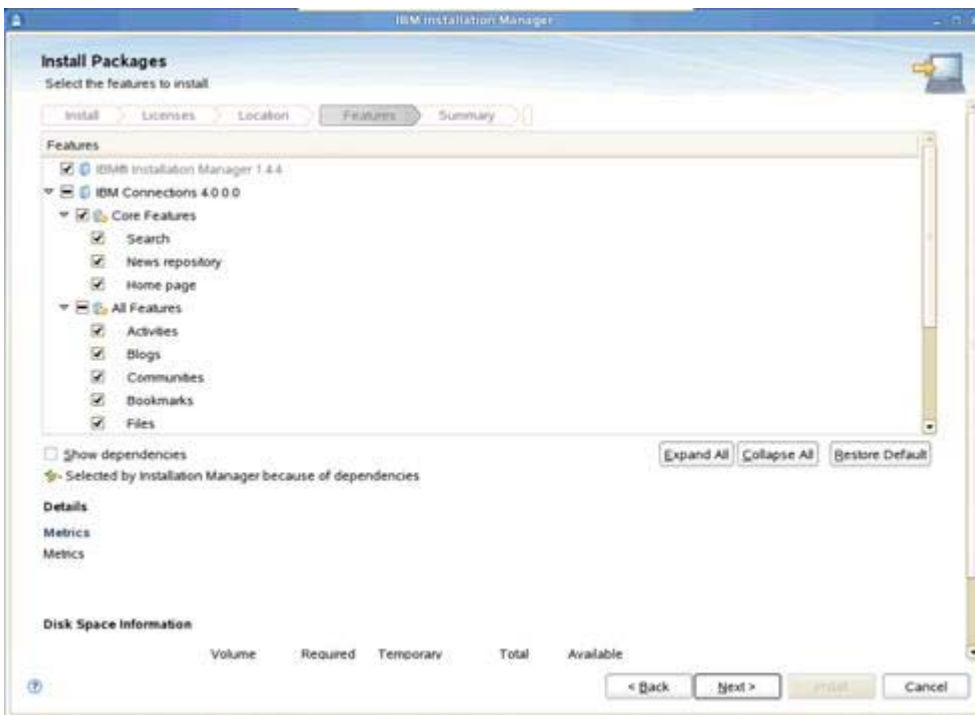 IBM Installation Manager
Install Packages
Select the features to install
Install
Licenses
Location
Features
Summary
Features
IBM® Installation Manager 1.4.4
IBM Connections 4.0.0.0
Core Features
Search
News repository
Home page
All Features
Activities
Blogs
Communities
Bookmarks
Files
Show dependencies
Expand All
Collapse All
Restore Default
- Selected by Installation Manager because of dependencies
Details
Metrics
Metrics
Disk Space Information
Volume Required Temporary Total Available
< Back
Next >
Install
Cancel